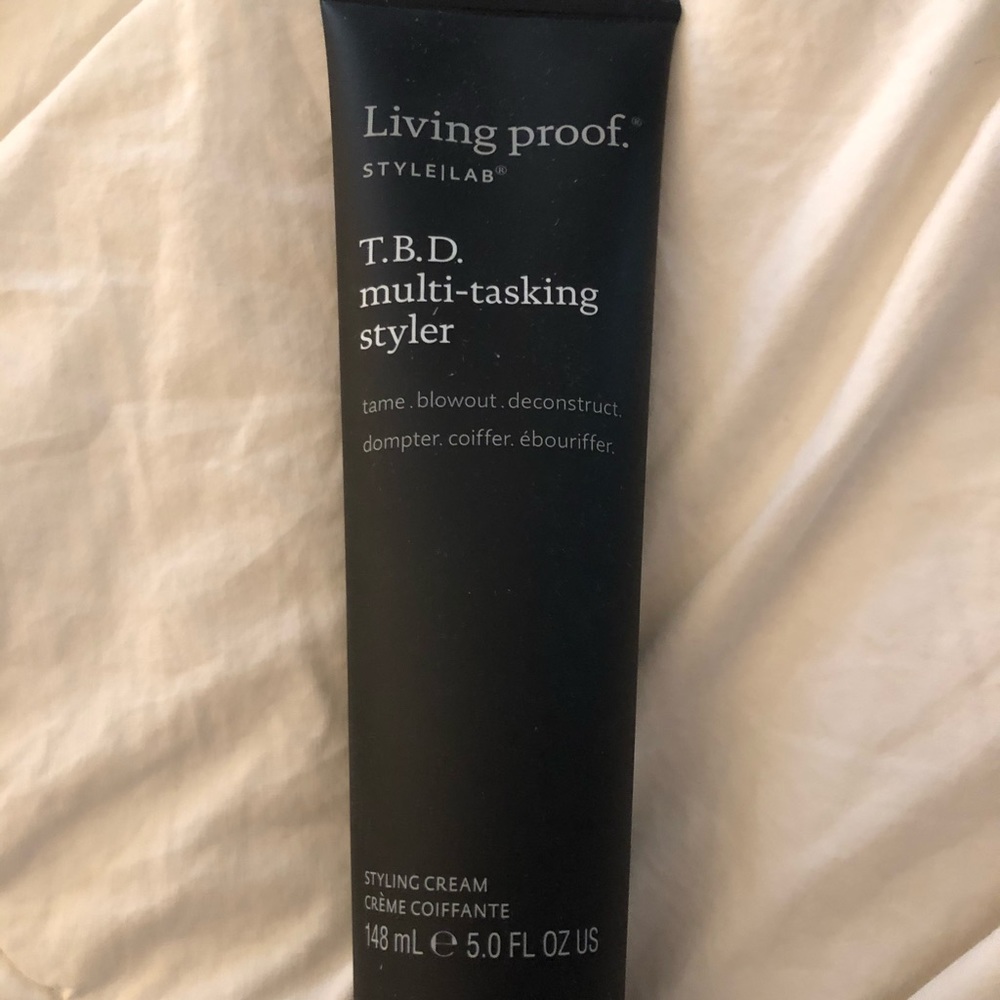 Living proof.®
STYLE|LAB®
T.B.D.
multi-tasking
styler
tame.blowout.deconstruct.
dompter. coiffer. ébouriffer.
STYLING CREAM
CRÈME COIFFANTE
148 mL ℮ 5.0 FL OZ US